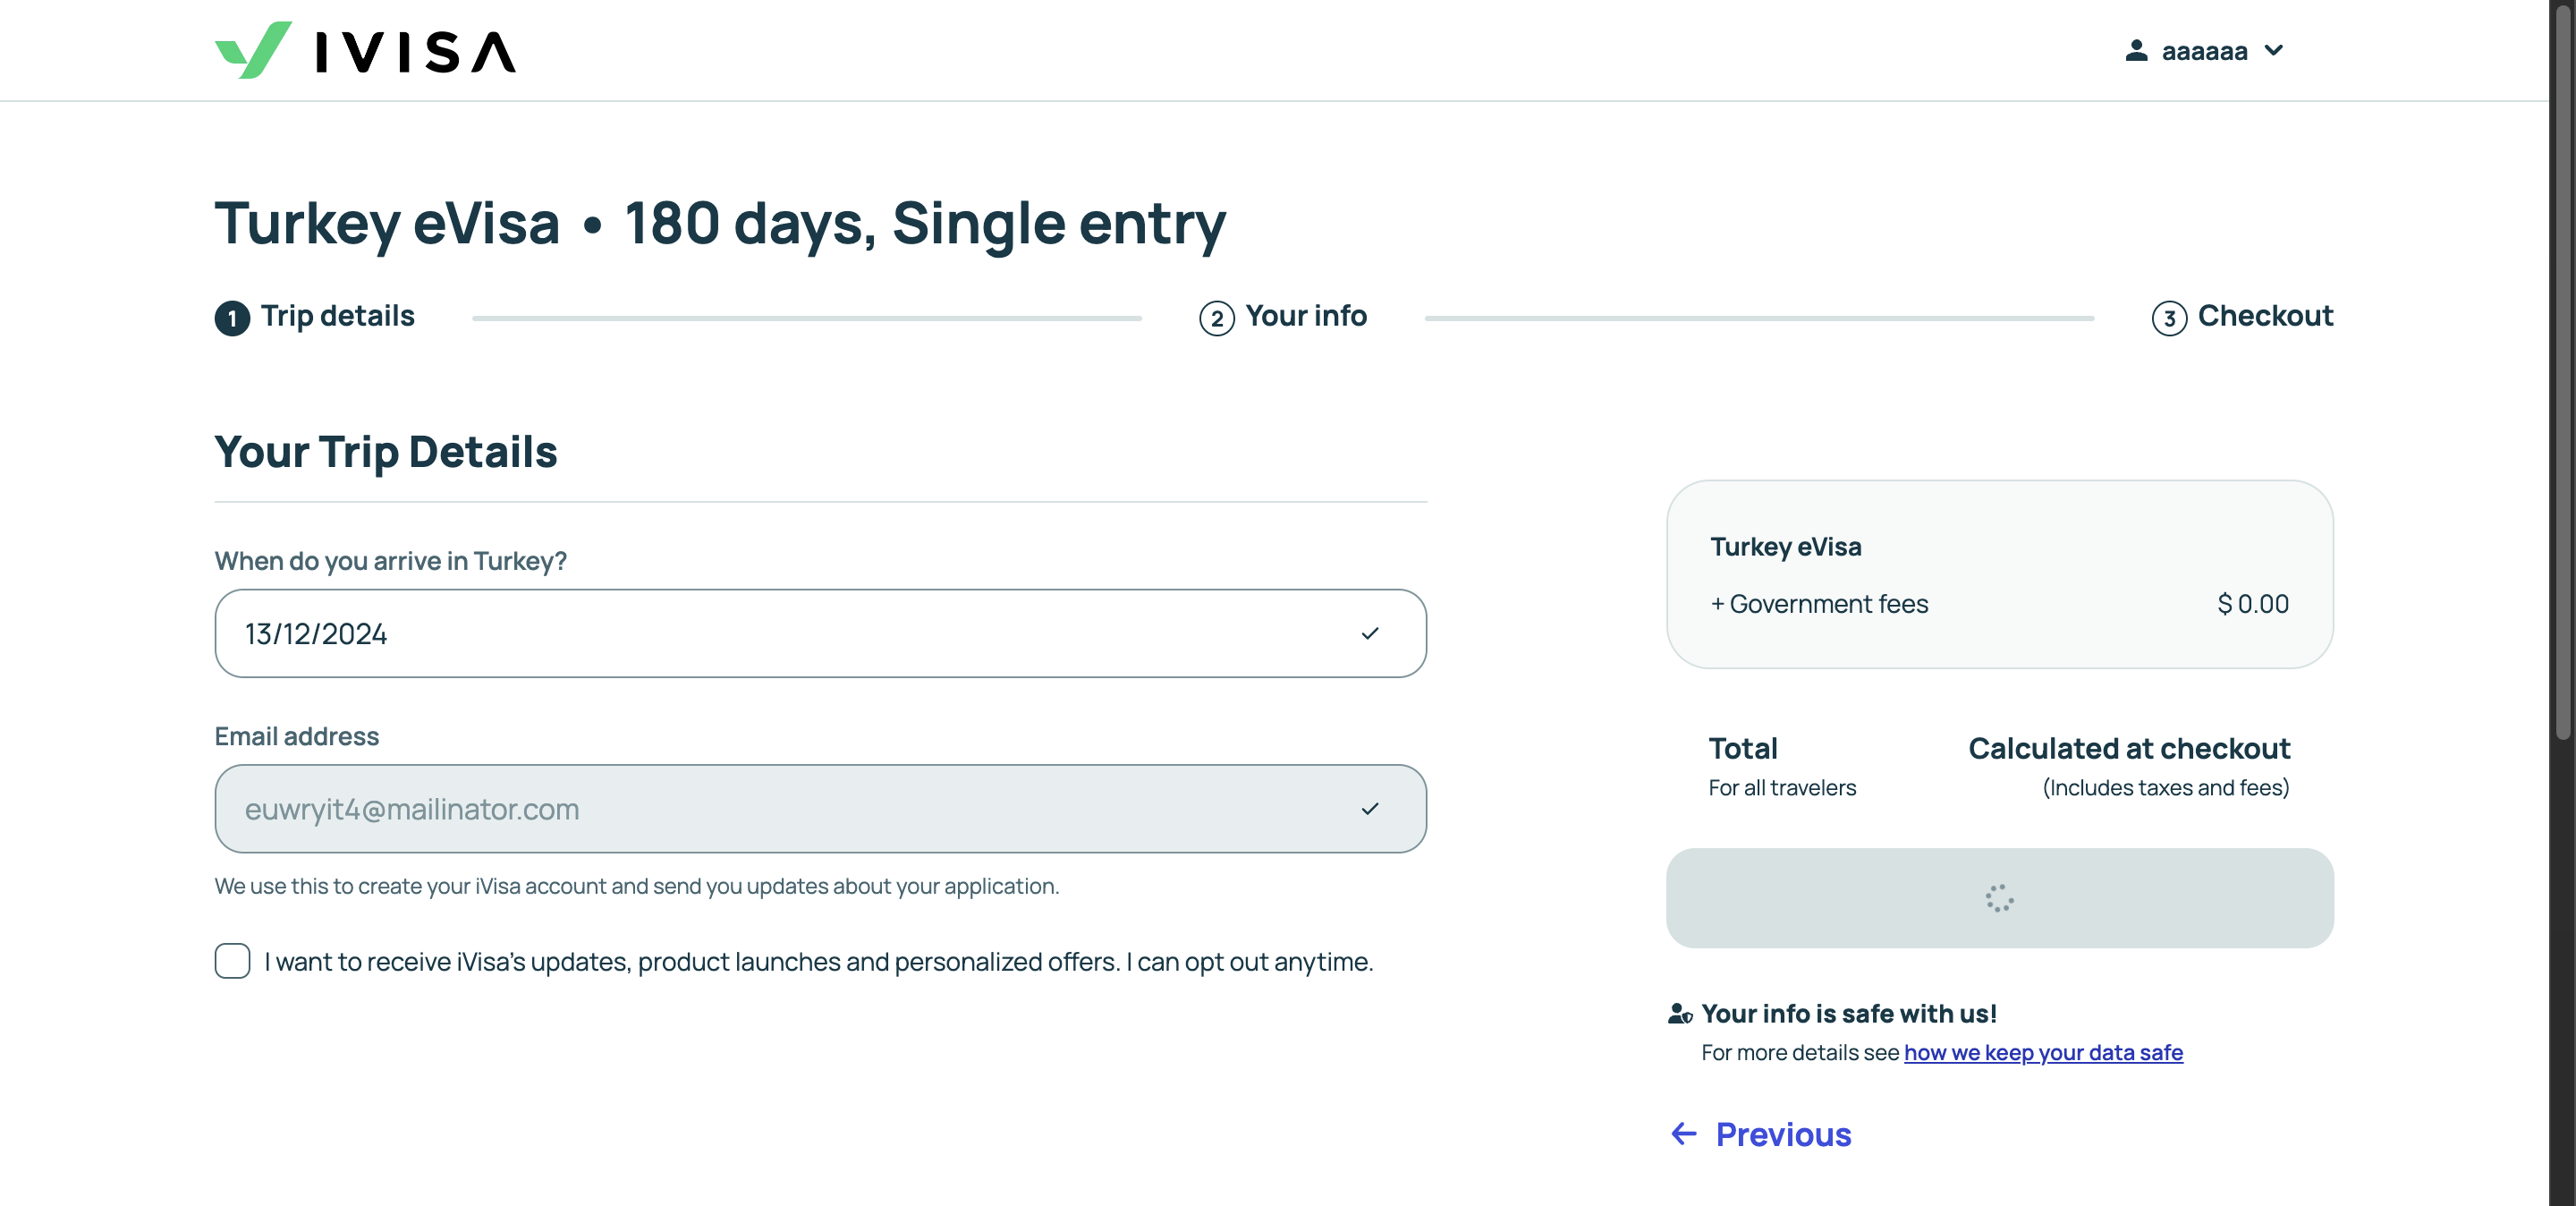 IVISA
aaaaaa
Turkey eVisa • 180 days, Single entry
1 Trip details
2 Your info
3 Checkout
Your Trip Details
When do you arrive in Turkey?
13/12/2024
Email address
euwryit4@mailinator.com
We use this to create your iVisa account and send you updates about your application.
I want to receive iVisa's updates, product launches and personalized offers. I can opt out anytime.
Turkey eVisa
+ Government fees $ 0.00
Total Calculated at checkout
For all travelers (Includes taxes and fees)
Your info is safe with us!
For more details see how we keep your data safe
Previous